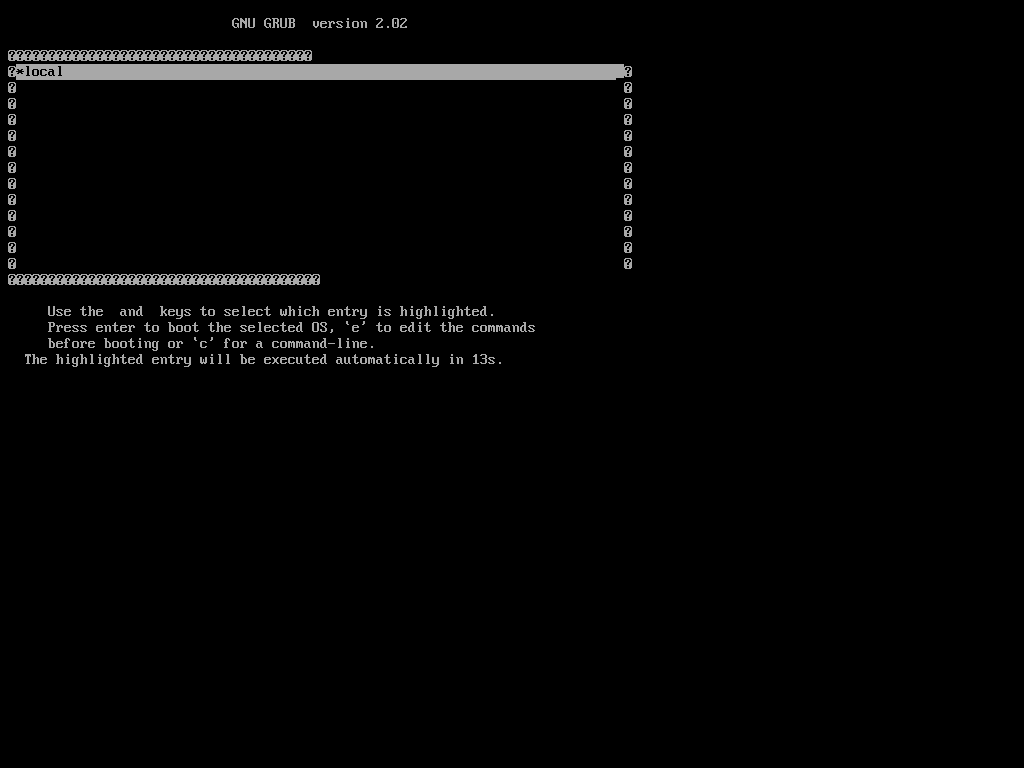 GNU GRUB  version 2.02
*local
Use the  and  keys to select which entry is highlighted.
Press enter to boot the selected OS, `e' to edit the commands
before booting or `c' for a command-line.
The highlighted entry will be executed automatically in 13s.